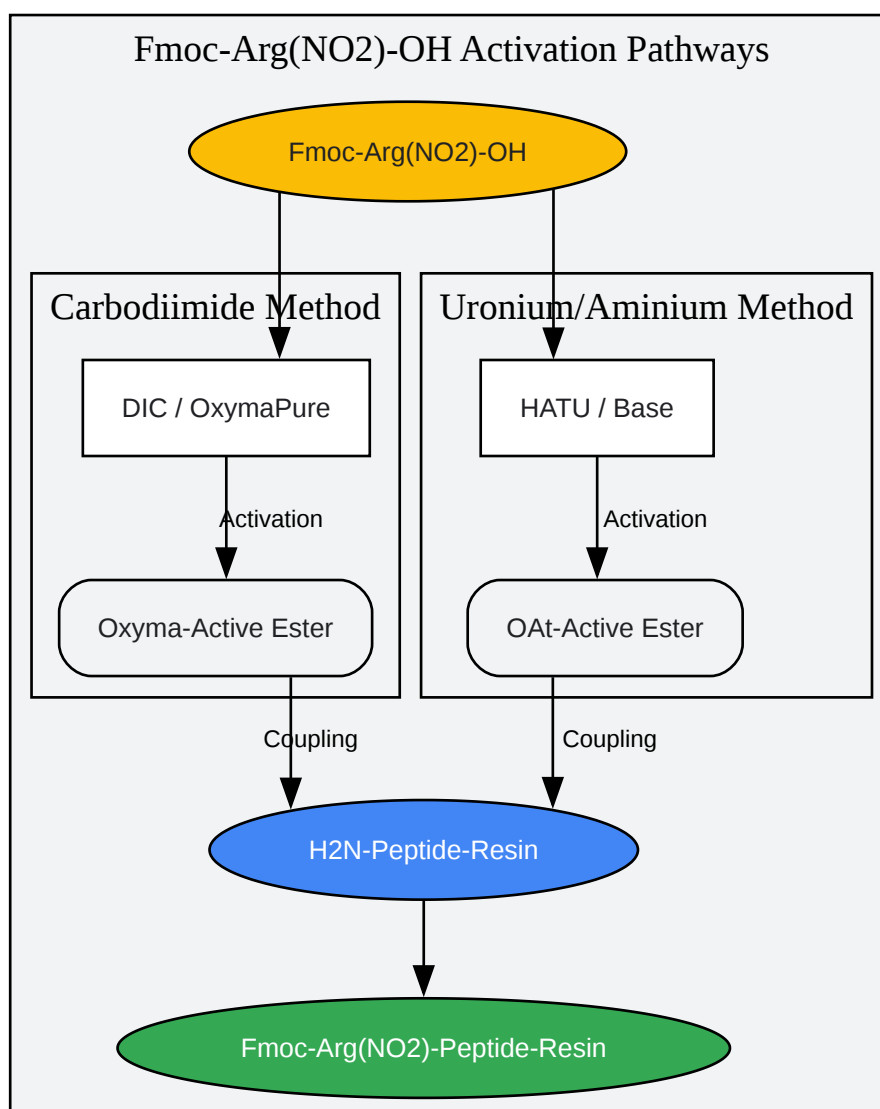 Fmoc-Arg(NO2)-OH Activation Pathways
Fmoc-Arg(NO2)-OH
Carbodiimide Method
Uronium/Aminium Method
DIC / OxymaPure
HATU / Base
Activation
Activation
Oxyma-Active Ester
OAt-Active Ester
Coupling
Coupling
H2N-Peptide-Resin
Fmoc-Arg(NO2)-Peptide-Resin